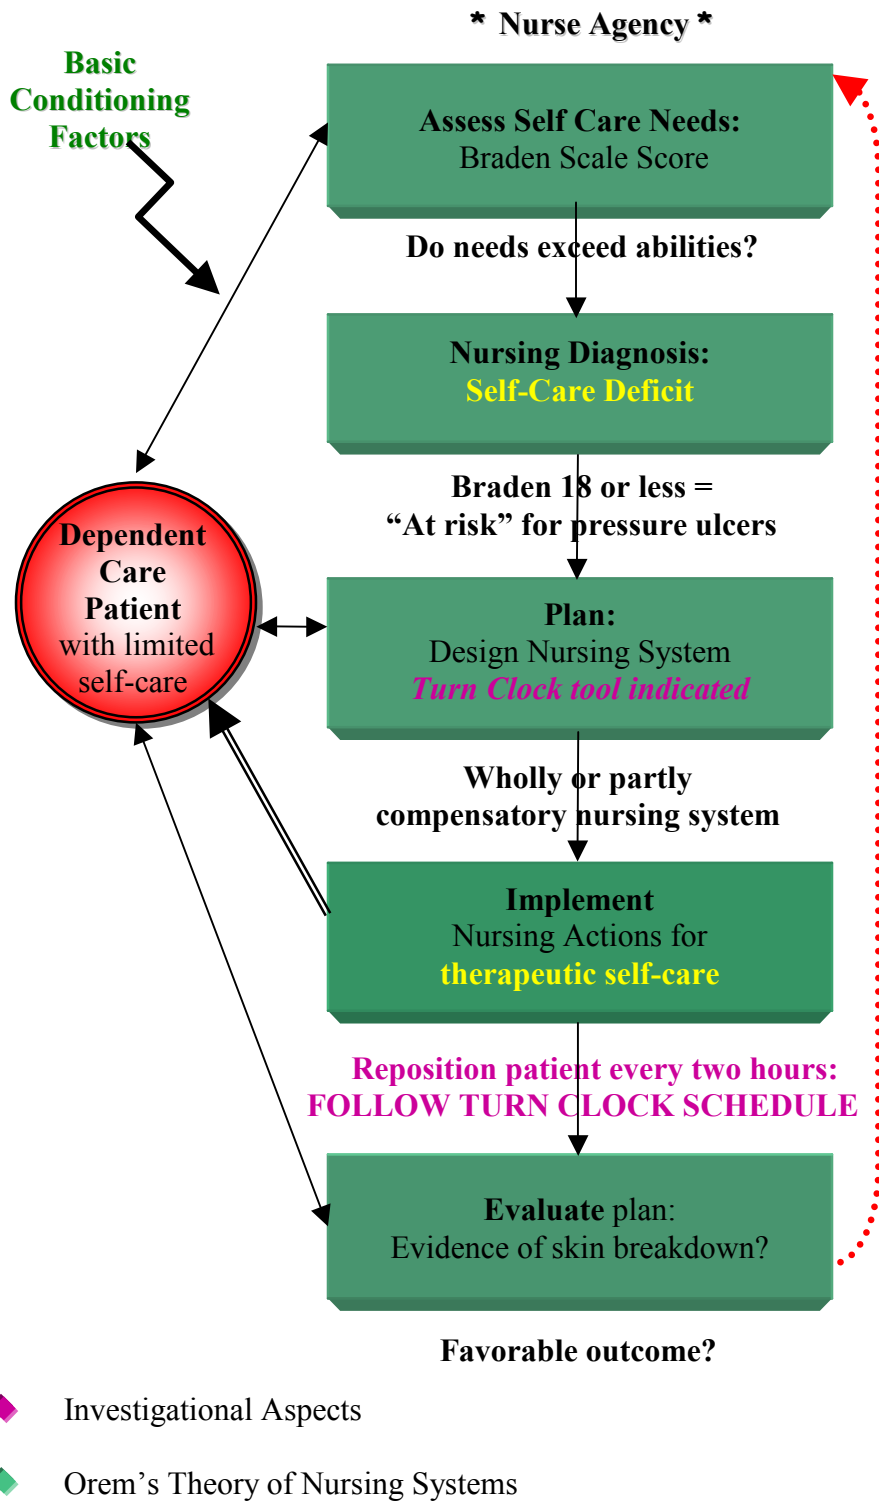 * Nurse Agency *
Basic
Conditioning
Factors
Assess Self Care Needs:
Braden Scale Score
Do needs exceed abilities?
Nursing Diagnosis:
Self-Care Deficit
Braden 18 or less =
“At risk” for pressure ulcers
Dependent
Care
Patient
with limited
self-care
Plan:
Design Nursing System
Turn Clock tool indicated
Wholly or partly
compensatory nursing system
Implement
Nursing Actions for
therapeutic self-care
Reposition patient every two hours:
FOLLOW TURN CLOCK SCHEDULE
Evaluate plan:
Evidence of skin breakdown?
Favorable outcome?
Investigational Aspects
Orem’s Theory of Nursing Systems